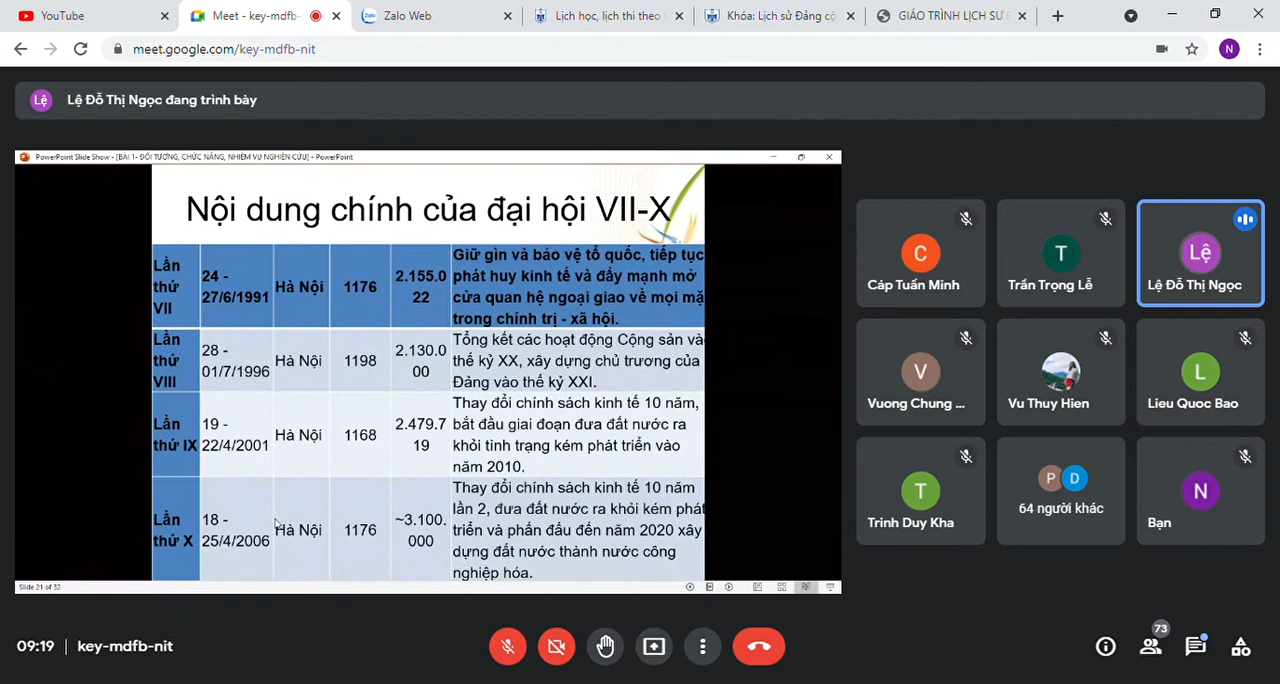 YouTube
Meet - key-mdfb-
Zalo Web
Lịch học, lịch thi theo
Khóa: Lịch sử Đảng cộ
GIÁO TRÌNH LỊCH SỬ
meet.google.com/key-mdfb-nit
N
Lệ
Lệ Đỗ Thị Ngọc đang trình bày
PowerPoint Slide Show - [BÀI 1- ĐỐI TƯỢNG, CHỨC NĂNG, NHIỆM VỤ NGHIÊN CỨU] - PowerPoint
Nội dung chính của đại hội VII-X
Lần
thứ
VII
24 -
27/6/1991
Hà Nội
1176
2.155.0
22
Giữ gìn và bảo vệ tổ quốc, tiếp tục
phát huy kinh tế và đẩy mạnh mở
cửa quan hệ ngoại giao về mọi mặ
trong chính trị - xã hội.
Lần
thứ
VIII
28 -
01/7/1996
Hà Nội
1198
2.130.0
00
Tổng kết các hoạt động Cộng sản và
thế kỷ XX, xây dựng chủ trương của
Đảng vào thế kỷ XXI.
Lần
thứ IX
19 -
22/4/2001
Hà Nội
1168
2.479.7
19
Thay đổi chính sách kinh tế 10 năm,
bắt đầu giai đoạn đưa đất nước ra
khỏi tình trạng kém phát triển vào
năm 2010.
Lần
thứ X
18 -
25/4/2006
Hà Nội
1176
~3.100.
000
Thay đổi chính sách kinh tế 10 năm
lần 2, đưa đất nước ra khỏi kém phát
triển và phấn đấu đến năm 2020 xây
dựng đất nước thành nước công
nghiệp hóa.
Slide 21 of 32
C
Cáp Tuấn Minh
T
Trần Trọng Lễ
Lệ
Lệ Đỗ Thị Ngọc
V
Vuong Chung ...
Vu Thuy Hien
L
Lieu Quoc Bao
T
Trinh Duy Kha
P D
64 người khác
N
Bạn
09:19 | key-mdfb-nit
73